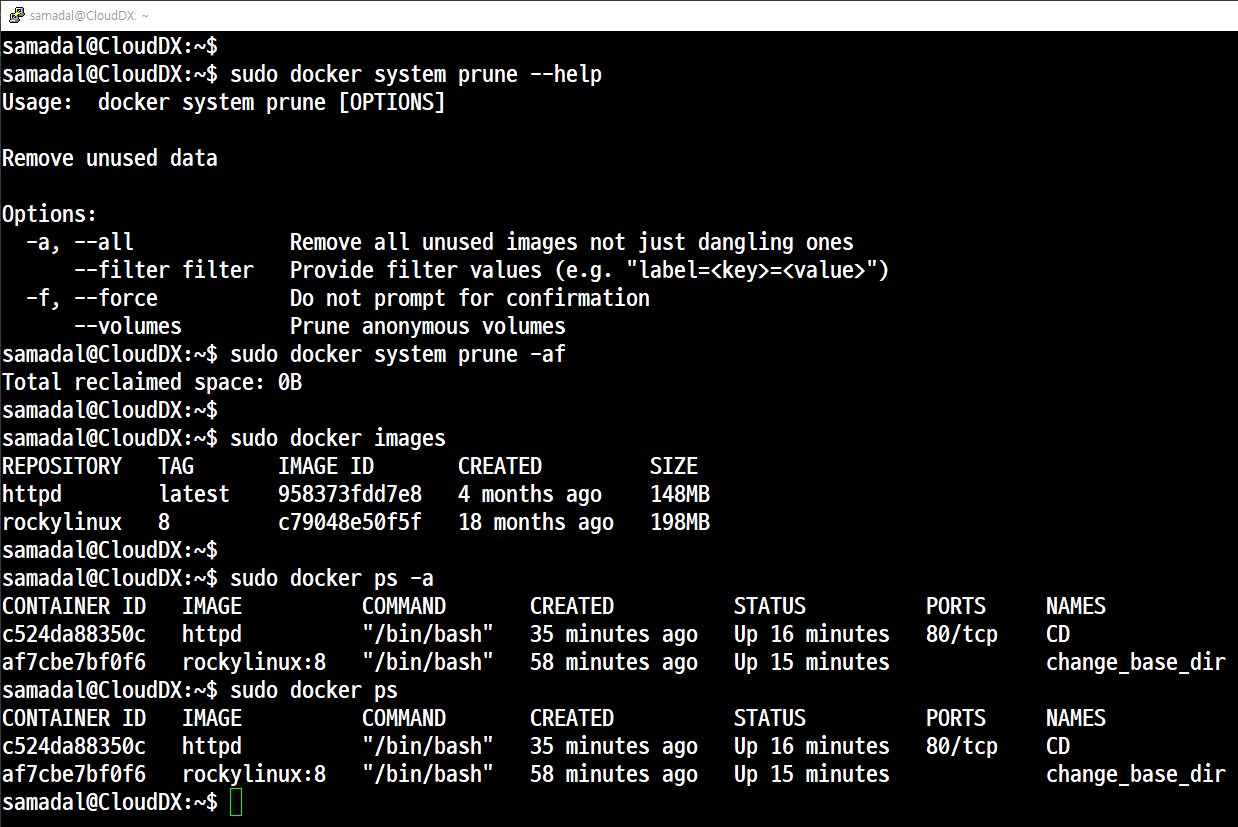 samadal@CloudDX: ~
samadal@CloudDX:~$
samadal@CloudDX:~$ sudo docker system prune --help
Usage:  docker system prune [OPTIONS]
Remove unused data
Options:
  -a, --all             Remove all unused images not just dangling ones
      --filter filter   Provide filter values (e.g. "label=<key>=<value>")
  -f, --force           Do not prompt for confirmation
      --volumes         Prune anonymous volumes
samadal@CloudDX:~$ sudo docker system prune -af
Total reclaimed space: 0B
samadal@CloudDX:~$
samadal@CloudDX:~$ sudo docker images
REPOSITORY   TAG       IMAGE ID       CREATED         SIZE
httpd        latest    958373fdd7e8   4 months ago    148MB
rockylinux   8         c79048e50f5f   18 months ago   198MB
samadal@CloudDX:~$
samadal@CloudDX:~$ sudo docker ps -a
CONTAINER ID   IMAGE          COMMAND       CREATED          STATUS          PORTS     NAMES
c524da88350c   httpd          "/bin/bash"   35 minutes ago   Up 16 minutes   80/tcp    CD
af7cbe7bf0f6   rockylinux:8   "/bin/bash"   58 minutes ago   Up 15 minutes             change_base_dir
samadal@CloudDX:~$ sudo docker ps
CONTAINER ID   IMAGE          COMMAND       CREATED          STATUS          PORTS     NAMES
c524da88350c   httpd          "/bin/bash"   35 minutes ago   Up 16 minutes   80/tcp    CD
af7cbe7bf0f6   rockylinux:8   "/bin/bash"   58 minutes ago   Up 15 minutes             change_base_dir
samadal@CloudDX:~$